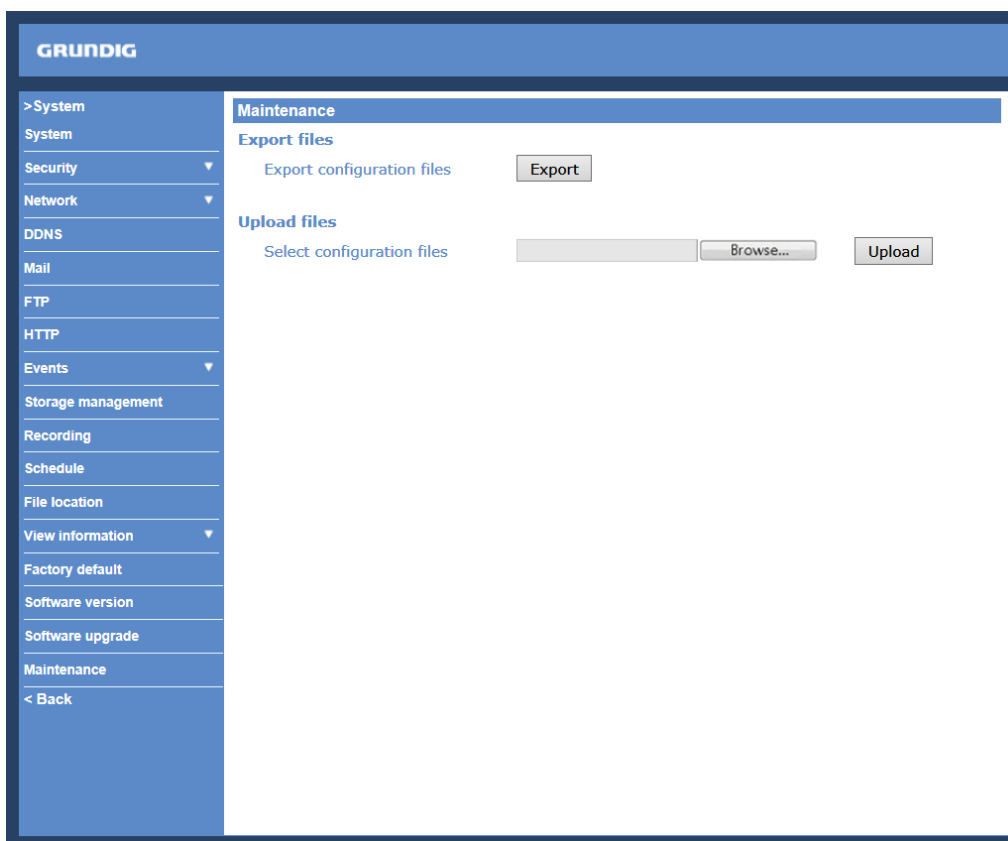 GRUNDIG
>System
System
Security
Network
DDNS
Mail
FTP
HTTP
Events
Storage management
Recording
Schedule
File location
View information
Factory default
Software version
Software upgrade
Maintenance
< Back
Maintenance
Export files
Export configuration files Export
Upload files
Select configuration files Browse... Upload